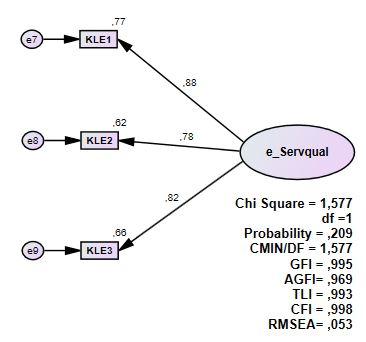 ,77
e7 KLE1
,88
,62
e8 KLE2
,78
e_Servqual
,82
,66
e9 KLE3
Chi Square = 1,577
df =1
Probability = ,209
CMIN/DF = 1,577
GFI = ,995
AGFI= ,969
TLI = ,993
CFI = ,998
RMSEA= ,053